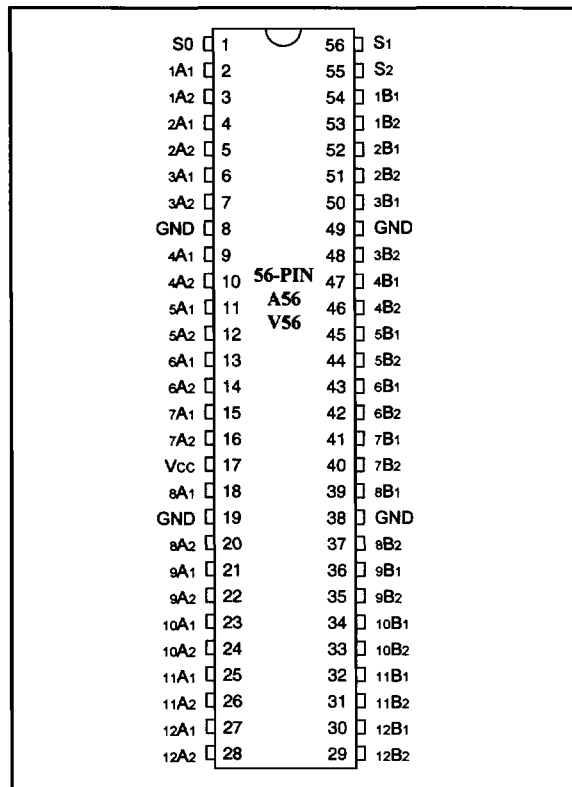 S0 1 56 S1
1A1 2 55 S2
1A2 3 54 1B1
2A1 4 53 1B2
2A2 5 52 2B1
3A1 6 51 2B2
3A2 7 50 3B1
GND 8 49 GND
4A1 9 48 3B2
4A2 10 56-PIN 47 4B1
5A1 11 A56 46 4B2
5A2 12 V56 45 5B1
6A1 13 44 5B2
6A2 14 43 6B1
7A1 15 42 6B2
7A2 16 41 7B1
VCC 17 40 7B2
8A1 18 39 8B1
GND 19 38 GND
8A2 20 37 8B2
9A1 21 36 9B1
9A2 22 35 9B2
10A1 23 34 10B1
10A2 24 33 10B2
11A1 25 32 11B1
11A2 26 31 11B2
12A1 27 30 12B1
12A2 28 29 12B2